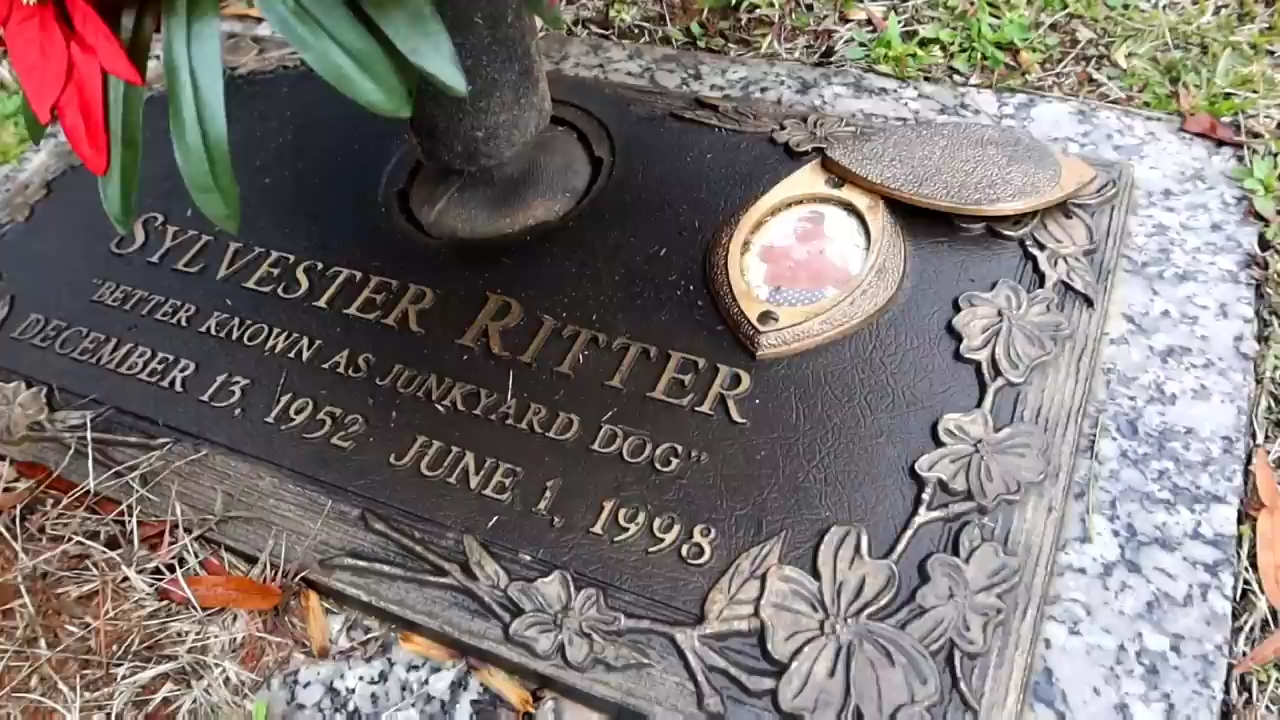 SYLVESTER RITTER
"BETTER KNOWN AS JUNKYARD DOG"
DECEMBER 13, 1952 JUNE 1, 1998